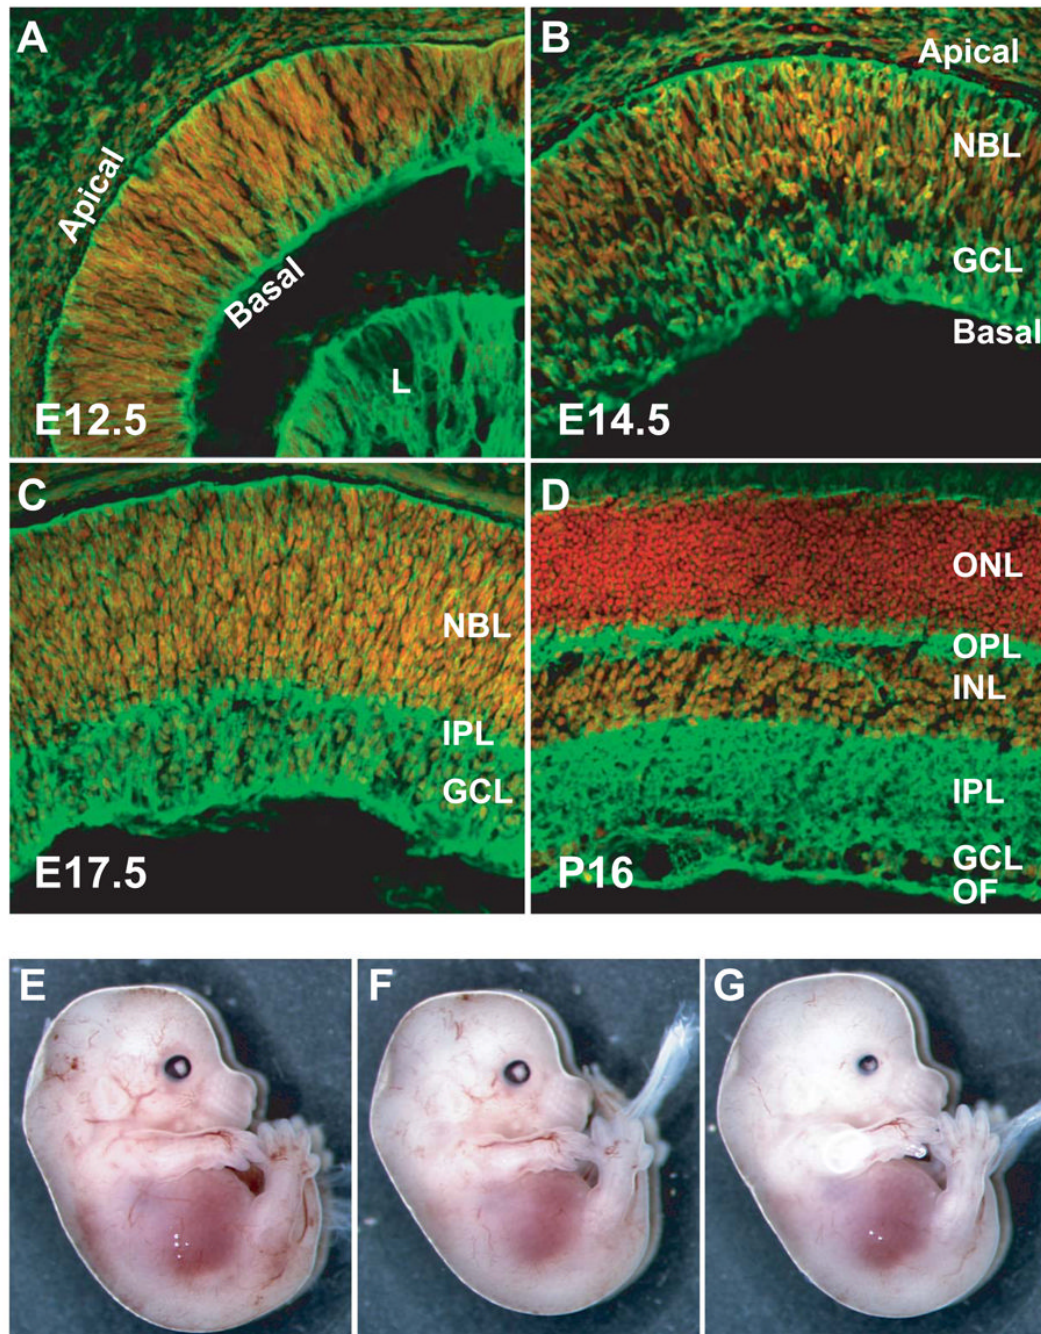 A
Apical
Basal
L
E12.5
B
Apical
NBL
GCL
Basal
E14.5
C
NBL
IPL
GCL
E17.5
D
ONL
OPL
INL
IPL
GCL
OF
P16
E
F
G